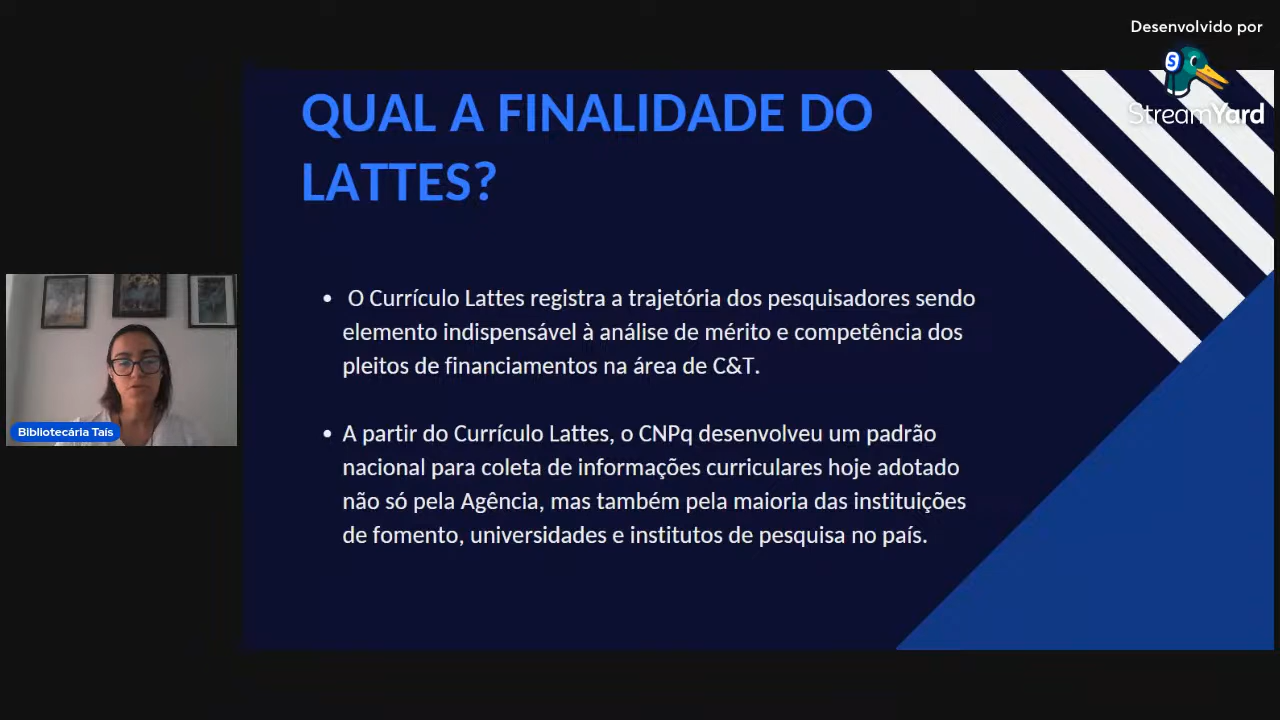 Desenvolvido por
S
StreamYard
QUAL A FINALIDADE DO
LATTES?
• O Currículo Lattes registra a trajetória dos pesquisadores sendo
elemento indispensável à análise de mérito e competência dos
pleitos de financiamentos na área de C&T.
• A partir do Currículo Lattes, o CNPq desenvolveu um padrão
nacional para coleta de informações curriculares hoje adotado
não só pela Agência, mas também pela maioria das instituições
de fomento, universidades e institutos de pesquisa no país.
Bibliotecária Taís